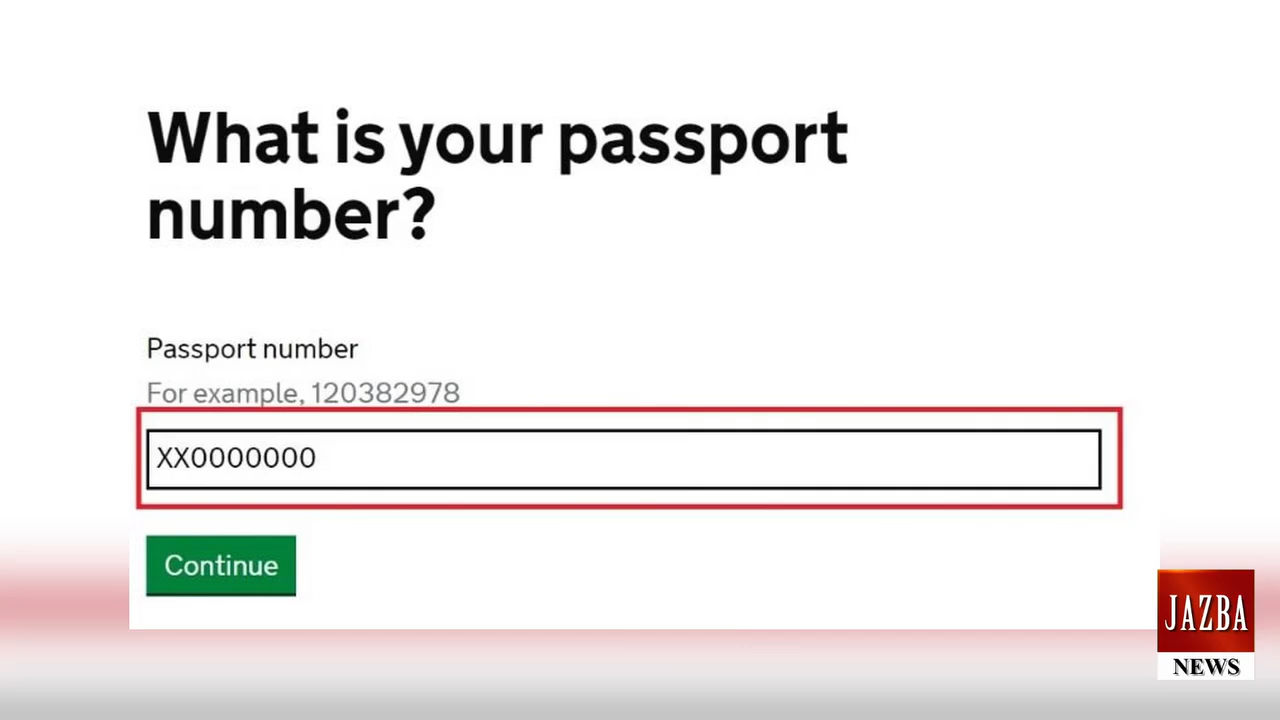 What is your passport
number?
Passport number
For example, 120382978
XX0000000
Continue
JAZBA
NEWS